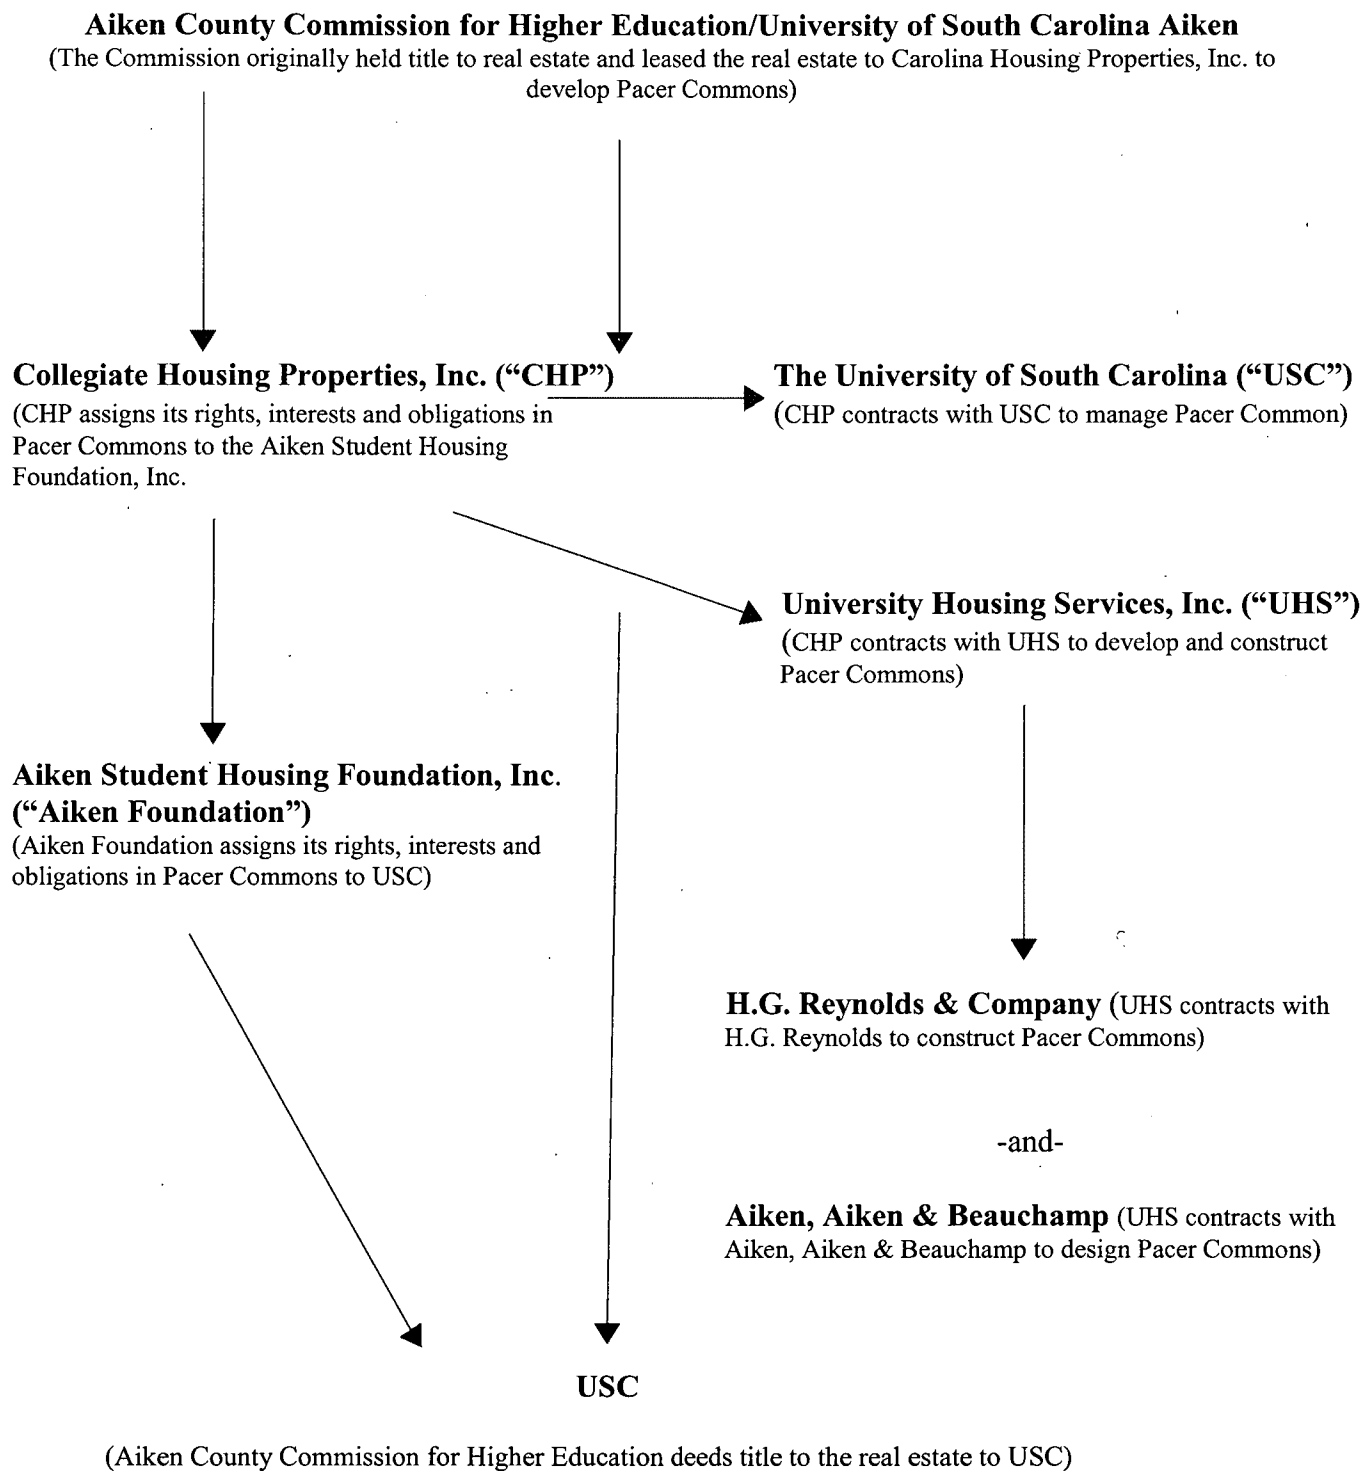 Aiken County Commission for Higher Education/University of South Carolina Aiken
(The Commission originally held title to real estate and leased the real estate to Carolina Housing Properties, Inc. to
develop Pacer Commons)
Collegiate Housing Properties, Inc. (“CHP”)
(CHP assigns its rights, interests and obligations in
Pacer Commons to the Aiken Student Housing
Foundation, Inc.
The University of South Carolina (“USC”)
(CHP contracts with USC to manage Pacer Common)
University Housing Services, Inc. (“UHS”)
(CHP contracts with UHS to develop and construct
Pacer Commons)
Aiken Student Housing Foundation, Inc.
(“Aiken Foundation”)
(Aiken Foundation assigns its rights, interests and
obligations in Pacer Commons to USC)
H.G. Reynolds & Company (UHS contracts with
H.G. Reynolds to construct Pacer Commons)
-and-
Aiken, Aiken & Beauchamp (UHS contracts with
Aiken, Aiken & Beauchamp to design Pacer Commons)
USC
(Aiken County Commission for Higher Education deeds title to the real estate to USC)